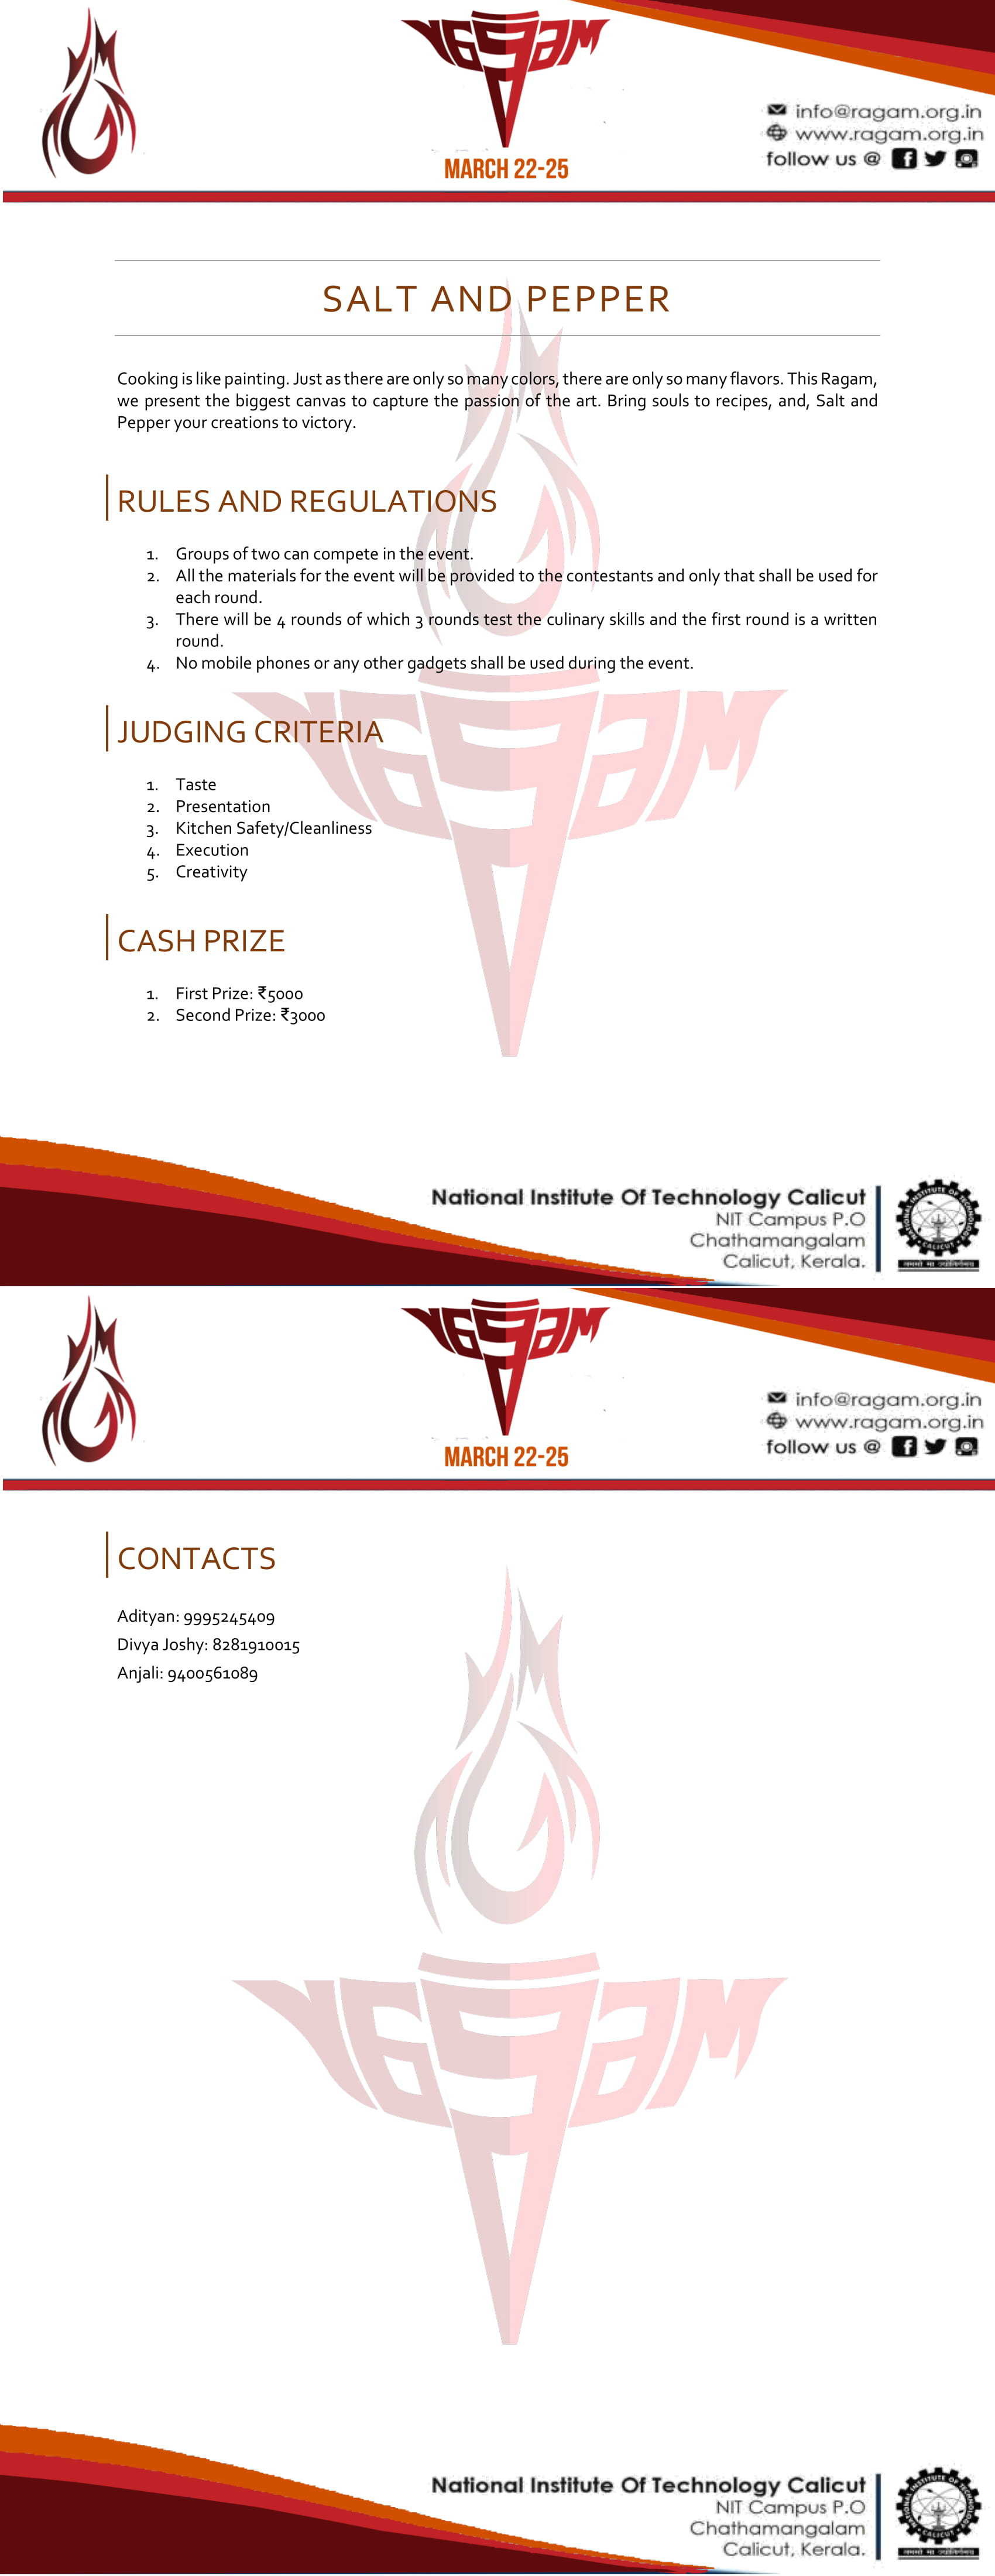 ragam
MARCH 22-25
info@ragam.org.in
www.ragam.org.in
follow us @
SALT AND PEPPER
Cooking is like painting. Just as there are only so many colors, there are only so many flavors. This Ragam,
we present the biggest canvas to capture the passion of the art. Bring souls to recipes, and, Salt and
Pepper your creations to victory.
RULES AND REGULATIONS
1. Groups of two can compete in the event.
2. All the materials for the event will be provided to the contestants and only that shall be used for
each round.
3. There will be 4 rounds of which 3 rounds test the culinary skills and the first round is a written
round.
4. No mobile phones or any other gadgets shall be used during the event.
JUDGING CRITERIA
1. Taste
2. Presentation
3. Kitchen Safety/Cleanliness
4. Execution
5. Creativity
CASH PRIZE
1. First Prize: ₹5000
2. Second Prize: ₹3000
National Institute Of Technology Calicut
NIT Campus P.O
Chathamangalam
Calicut, Kerala.
ragam
MARCH 22-25
info@ragam.org.in
www.ragam.org.in
follow us @
CONTACTS
Adityan: 9995245409
Divya Joshy: 8281910015
Anjali: 9400561089
ragam
National Institute Of Technology Calicut
NIT Campus P.O
Chathamangalam
Calicut, Kerala.